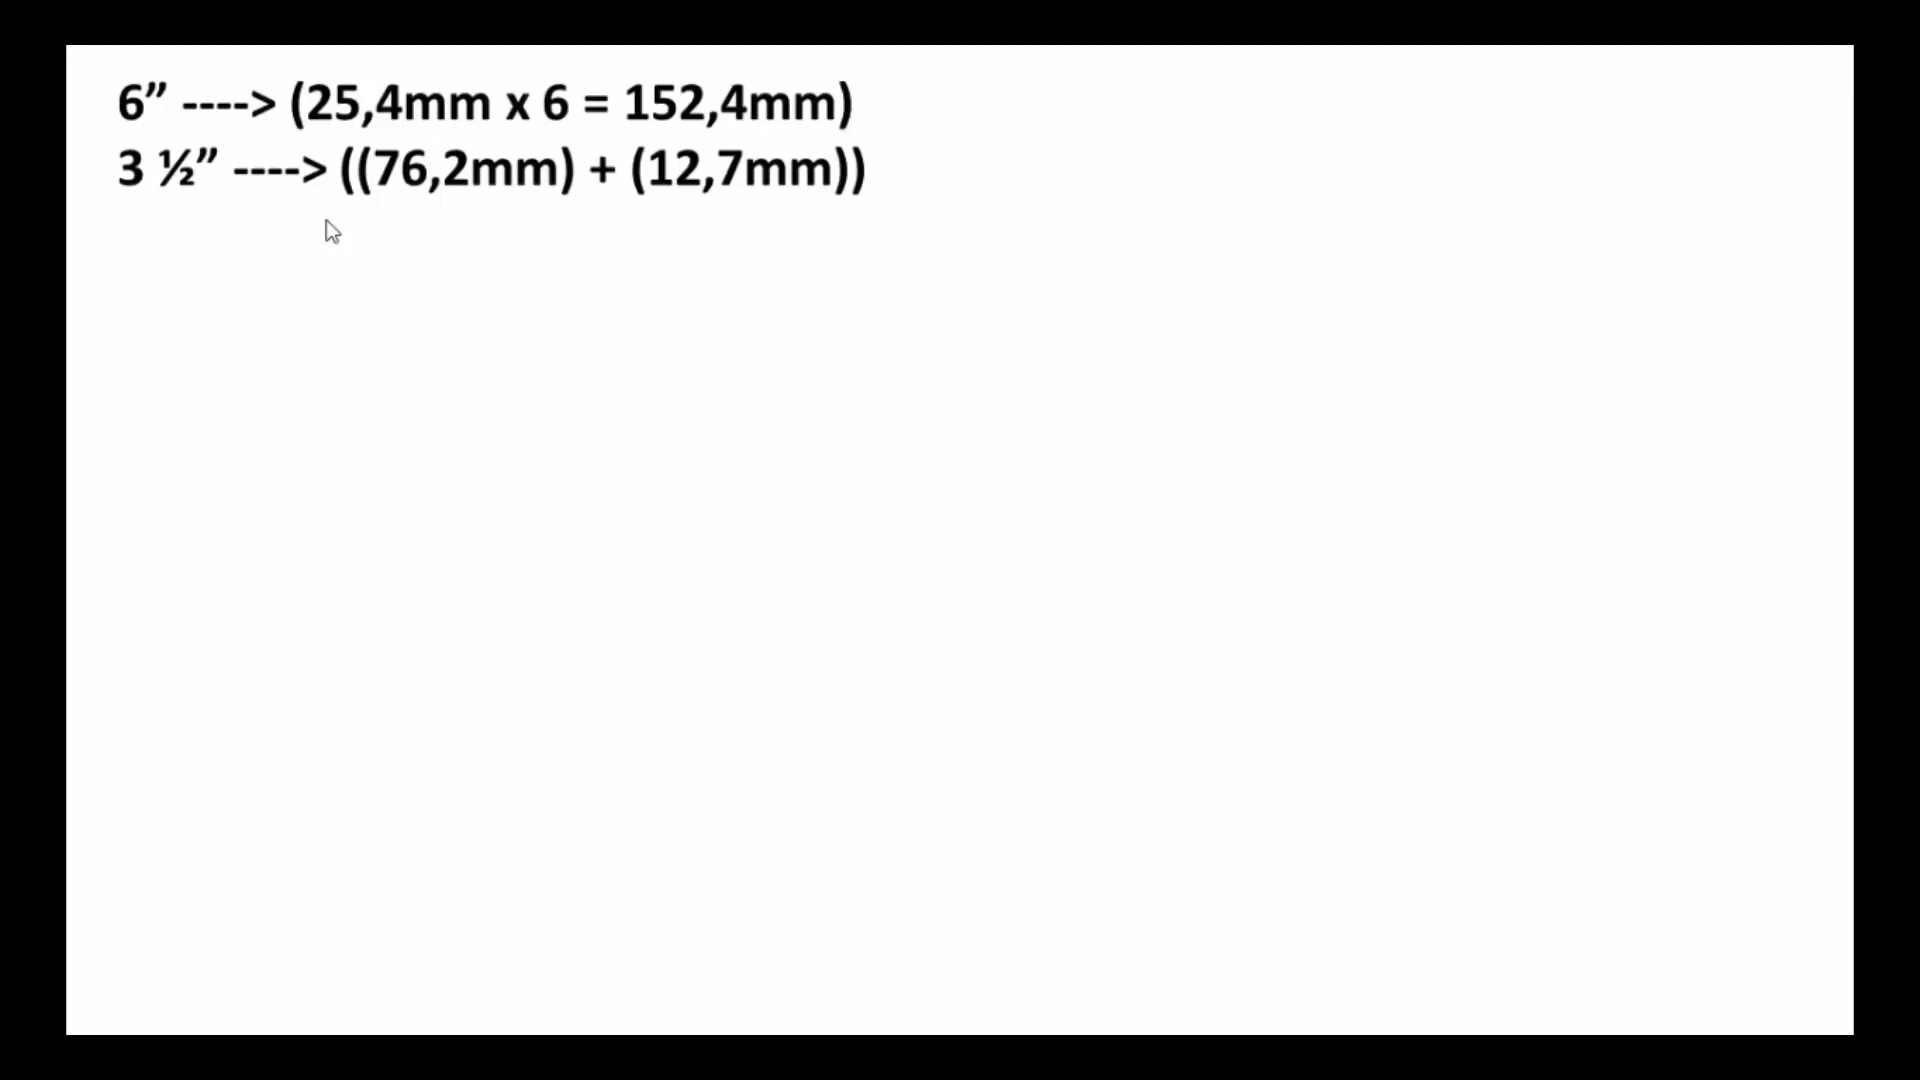 6” ----> (25,4mm x 6 = 152,4mm)
3 ½” ----> ((76,2mm) + (12,7mm))